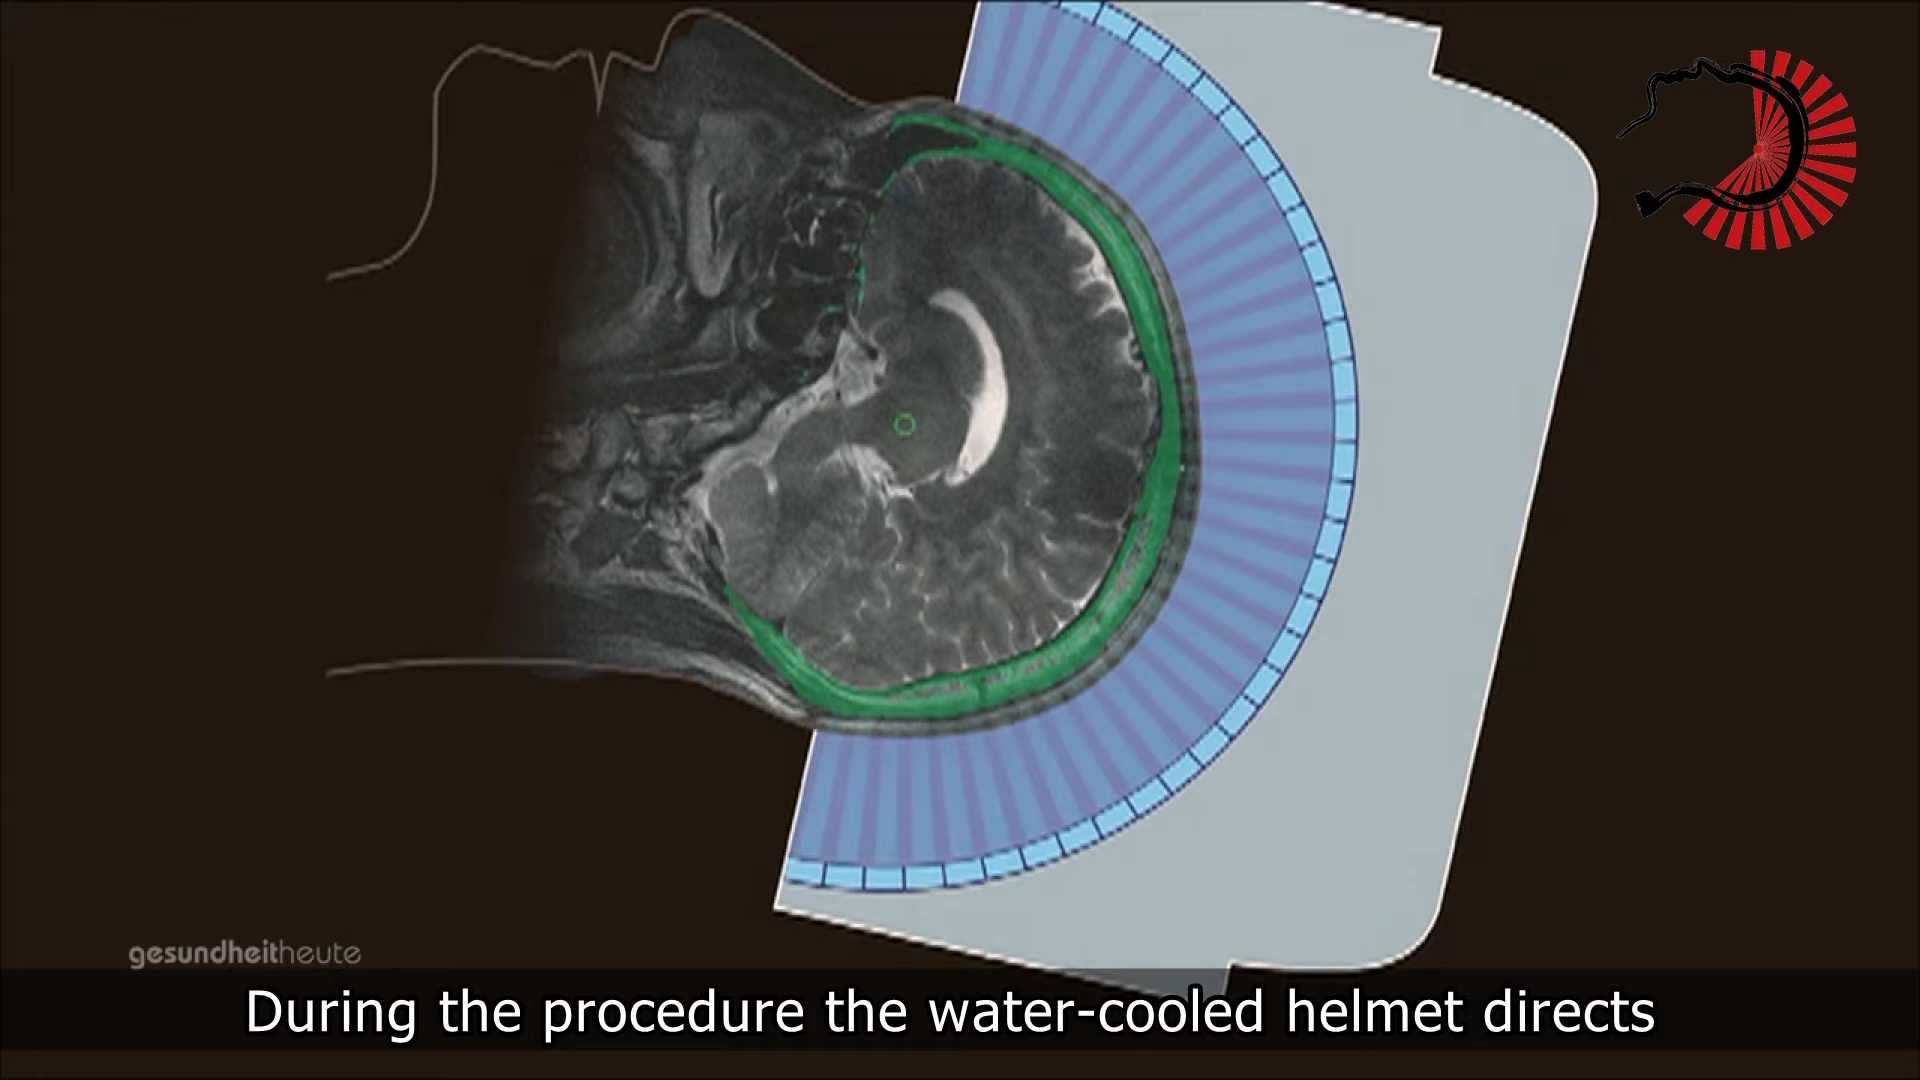 gesundheitheute
During the procedure the water-cooled helmet directs